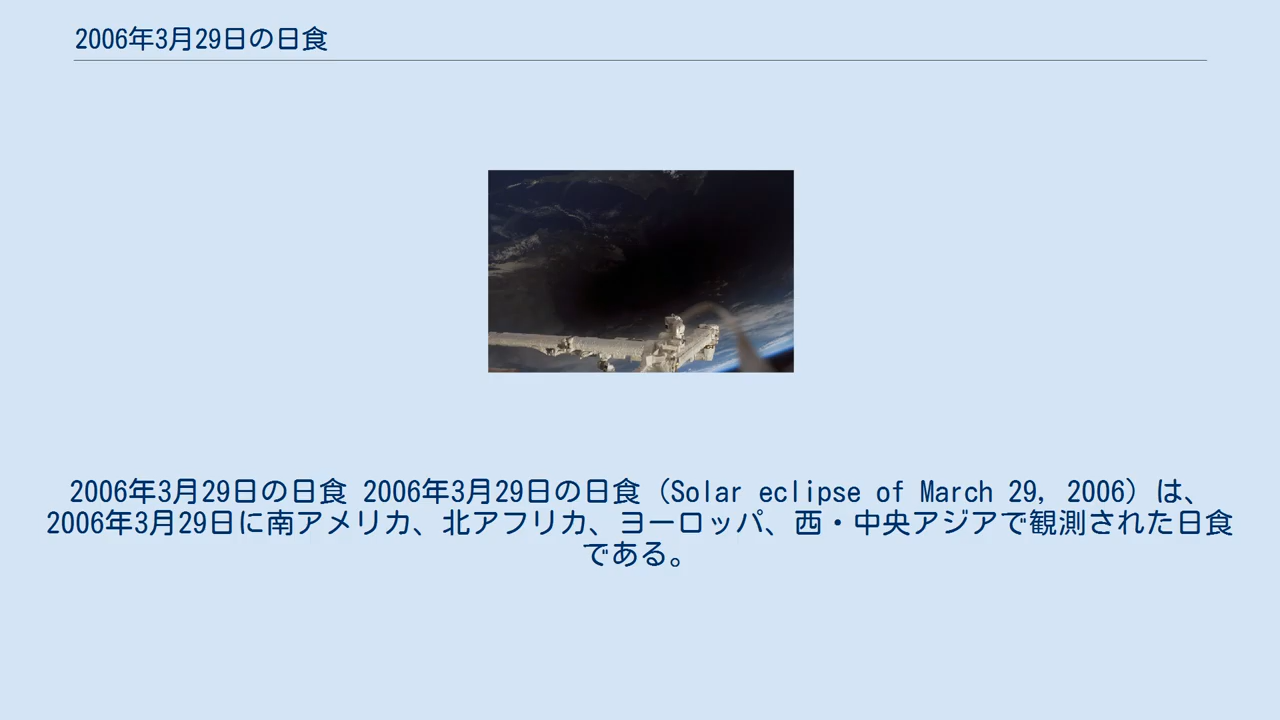 2006年3月29日の日食
2006年3月29日の日食 2006年3月29日の日食（Solar eclipse of March 29, 2006）は、
2006年3月29日に南アメリカ、北アフリカ、ヨーロッパ、西・中央アジアで観測された日食
である。